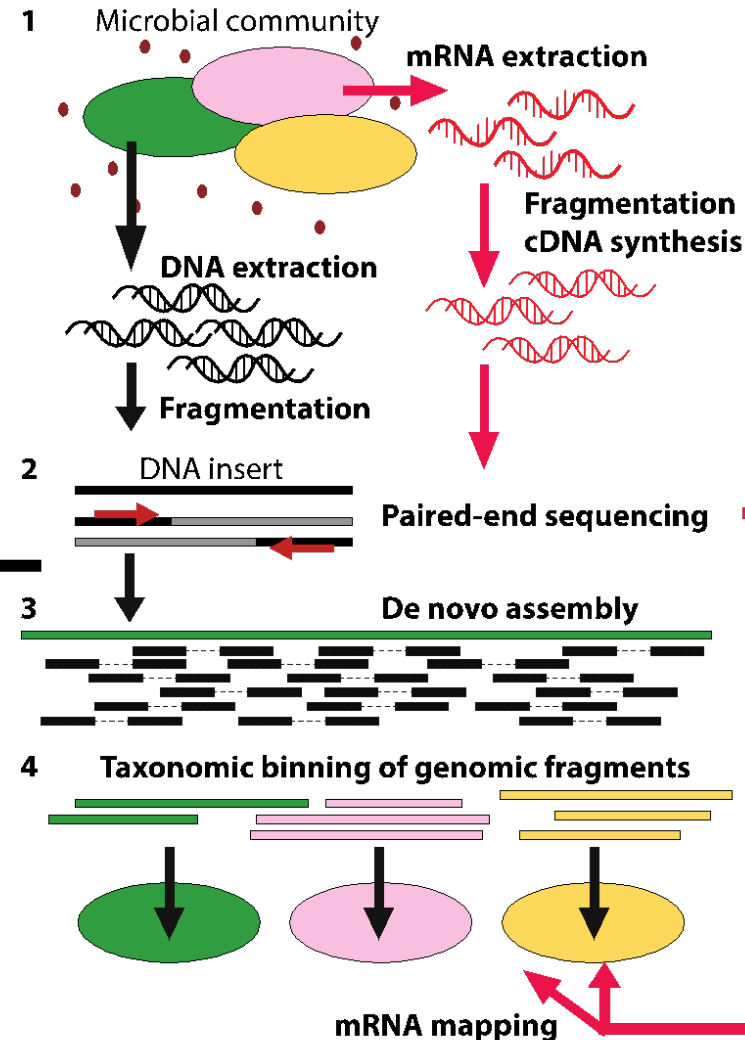 1 Microbial community
mRNA extraction
Fragmentation
cDNA synthesis
DNA extraction
Fragmentation
2 DNA insert
Paired-end sequencing
3 De novo assembly
4 Taxonomic binning of genomic fragments
mRNA mapping